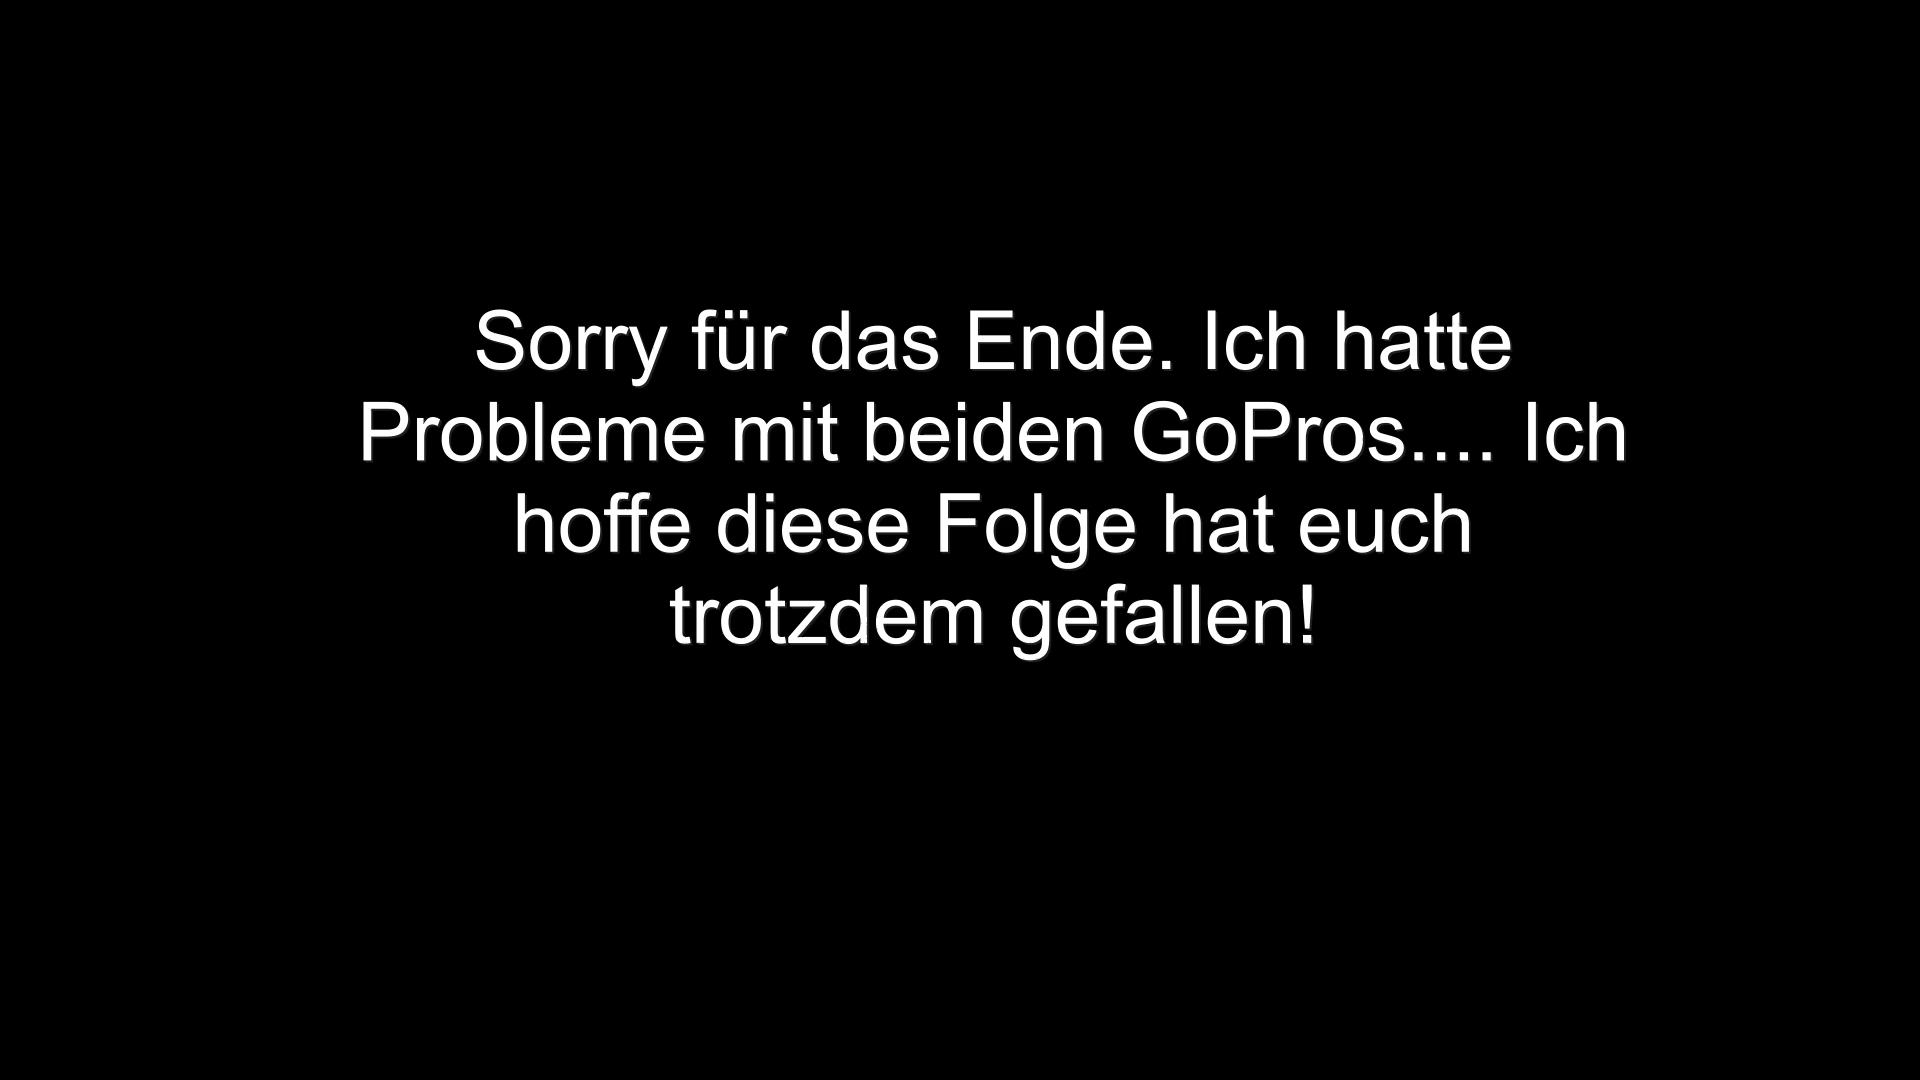 Sorry für das Ende. Ich hatte
Probleme mit beiden GoPros.... Ich
hoffe diese Folge hat euch
trotzdem gefallen!